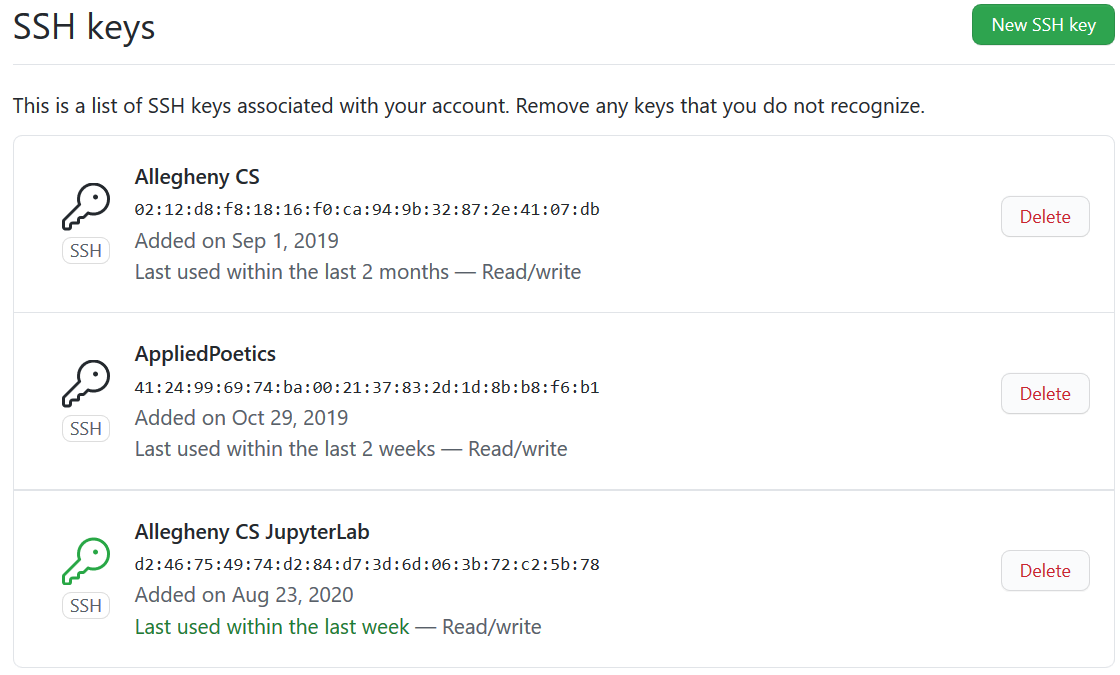 SSH keys
New SSH key
This is a list of SSH keys associated with your account. Remove any keys that you do not recognize.
Allegheny CS
02:12:d8:f8:18:16:f0:ca:94:9b:32:87:2e:41:07:db
Added on Sep 1, 2019
Last used within the last 2 months — Read/write
SSH
Delete
AppliedPoetics
41:24:99:69:74:ba:00:21:37:83:2d:1d:8b:b8:f6:b1
Added on Oct 29, 2019
Last used within the last 2 weeks — Read/write
SSH
Delete
Allegheny CS JupyterLab
d2:46:75:49:74:d2:84:d7:3d:6d:06:3b:72:c2:5b:78
Added on Aug 23, 2020
Last used within the last week — Read/write
SSH
Delete